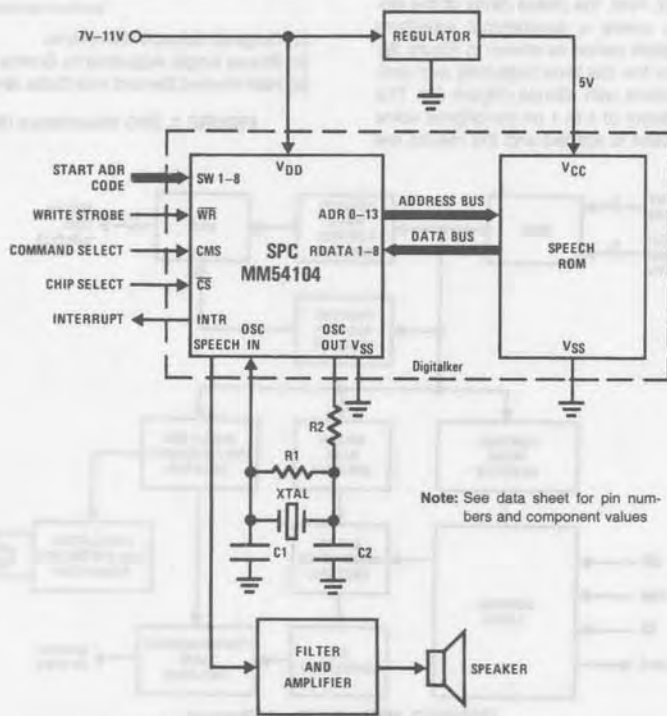 7V–11V
REGULATOR
5V
VDD
VCC
START ADR
CODE
SW 1–8
WRITE STROBE
WR
COMMAND SELECT
CMS
CHIP SELECT
CS
INTERRUPT
INTR
SPC
MM54104
ADR 0–13
ADDRESS BUS
RDATA 1–8
DATA BUS
SPEECH
ROM
SPEECH
OSC
IN
OSC
OUT
VSS
VSS
Digitalker
R2
R1
XTAL
C1
C2
Note: See data sheet for pin num-
bers and component values
FILTER
AND
AMPLIFIER
SPEAKER